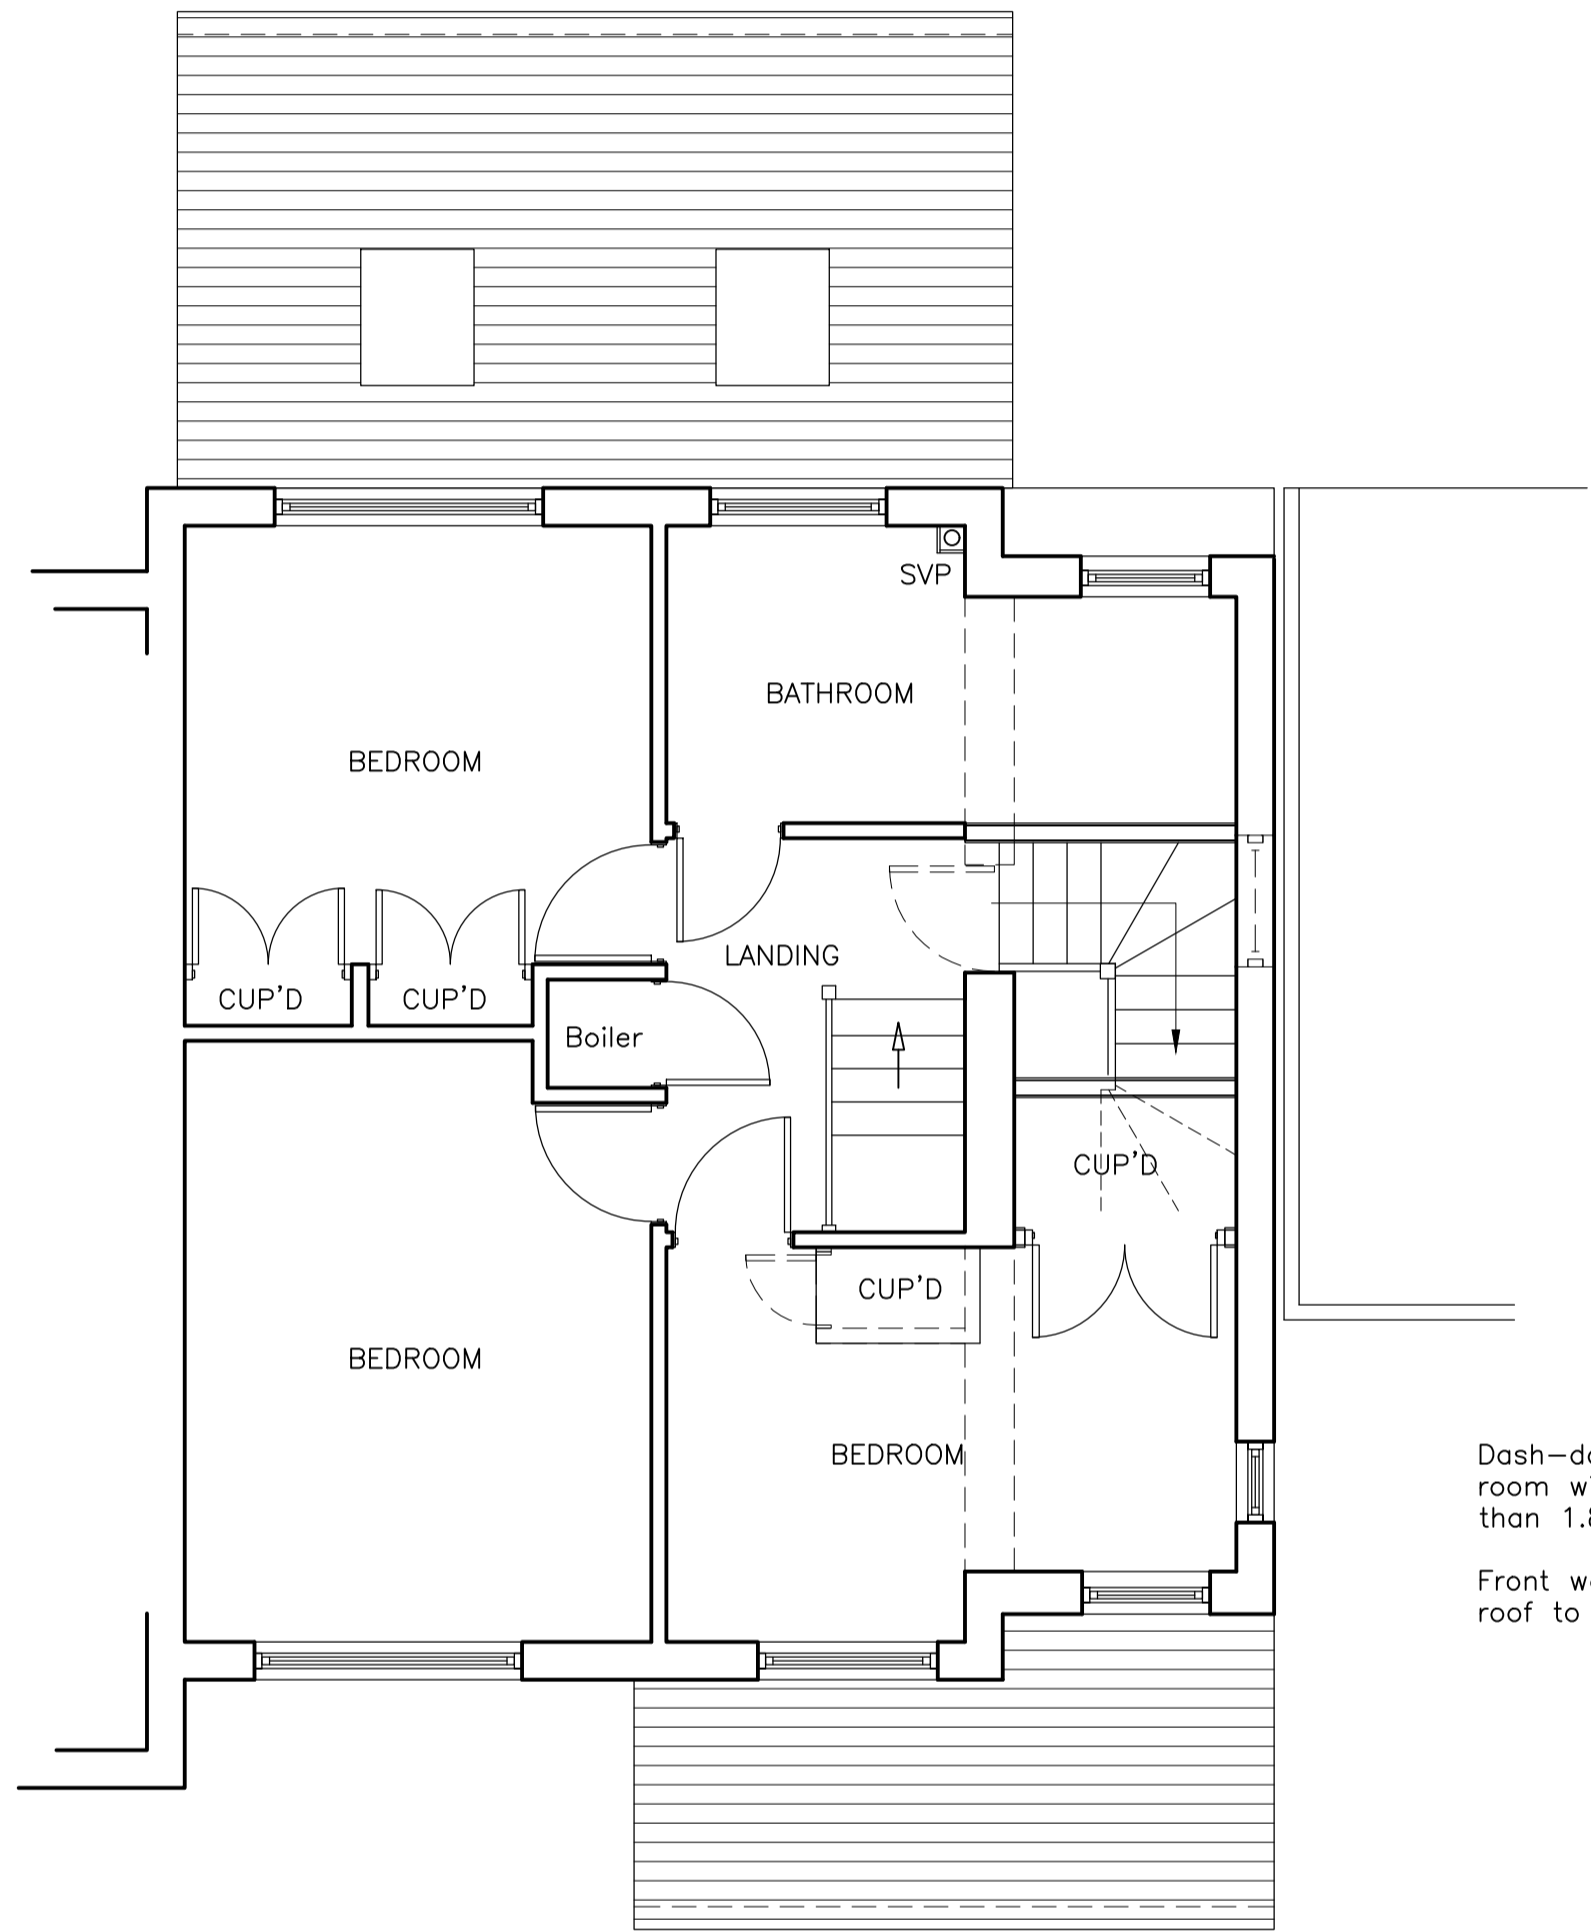 SVP
BATHROOM
BEDROOM
LANDING
CUP'D
CUP'D
Boiler
CUP'D
CUP'D
BEDROOM
BEDROOM
room
than
Front
roof to